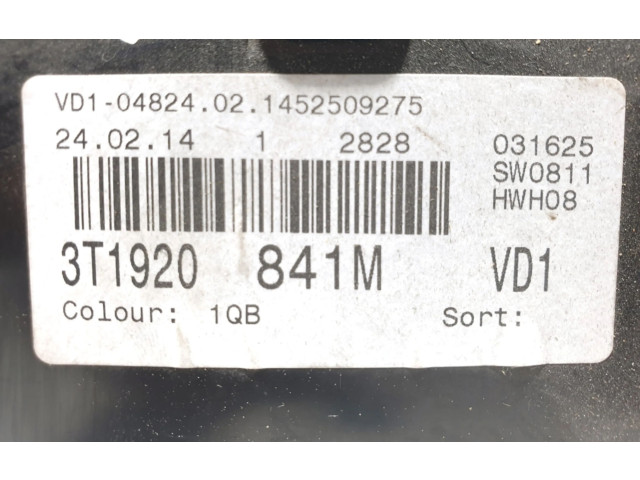 VD1-04824.02.1452509275
24.02.14 1 2828 031625
SW0811
HWH08
3T1920 841M VD1
Colour: 1QB Sort: